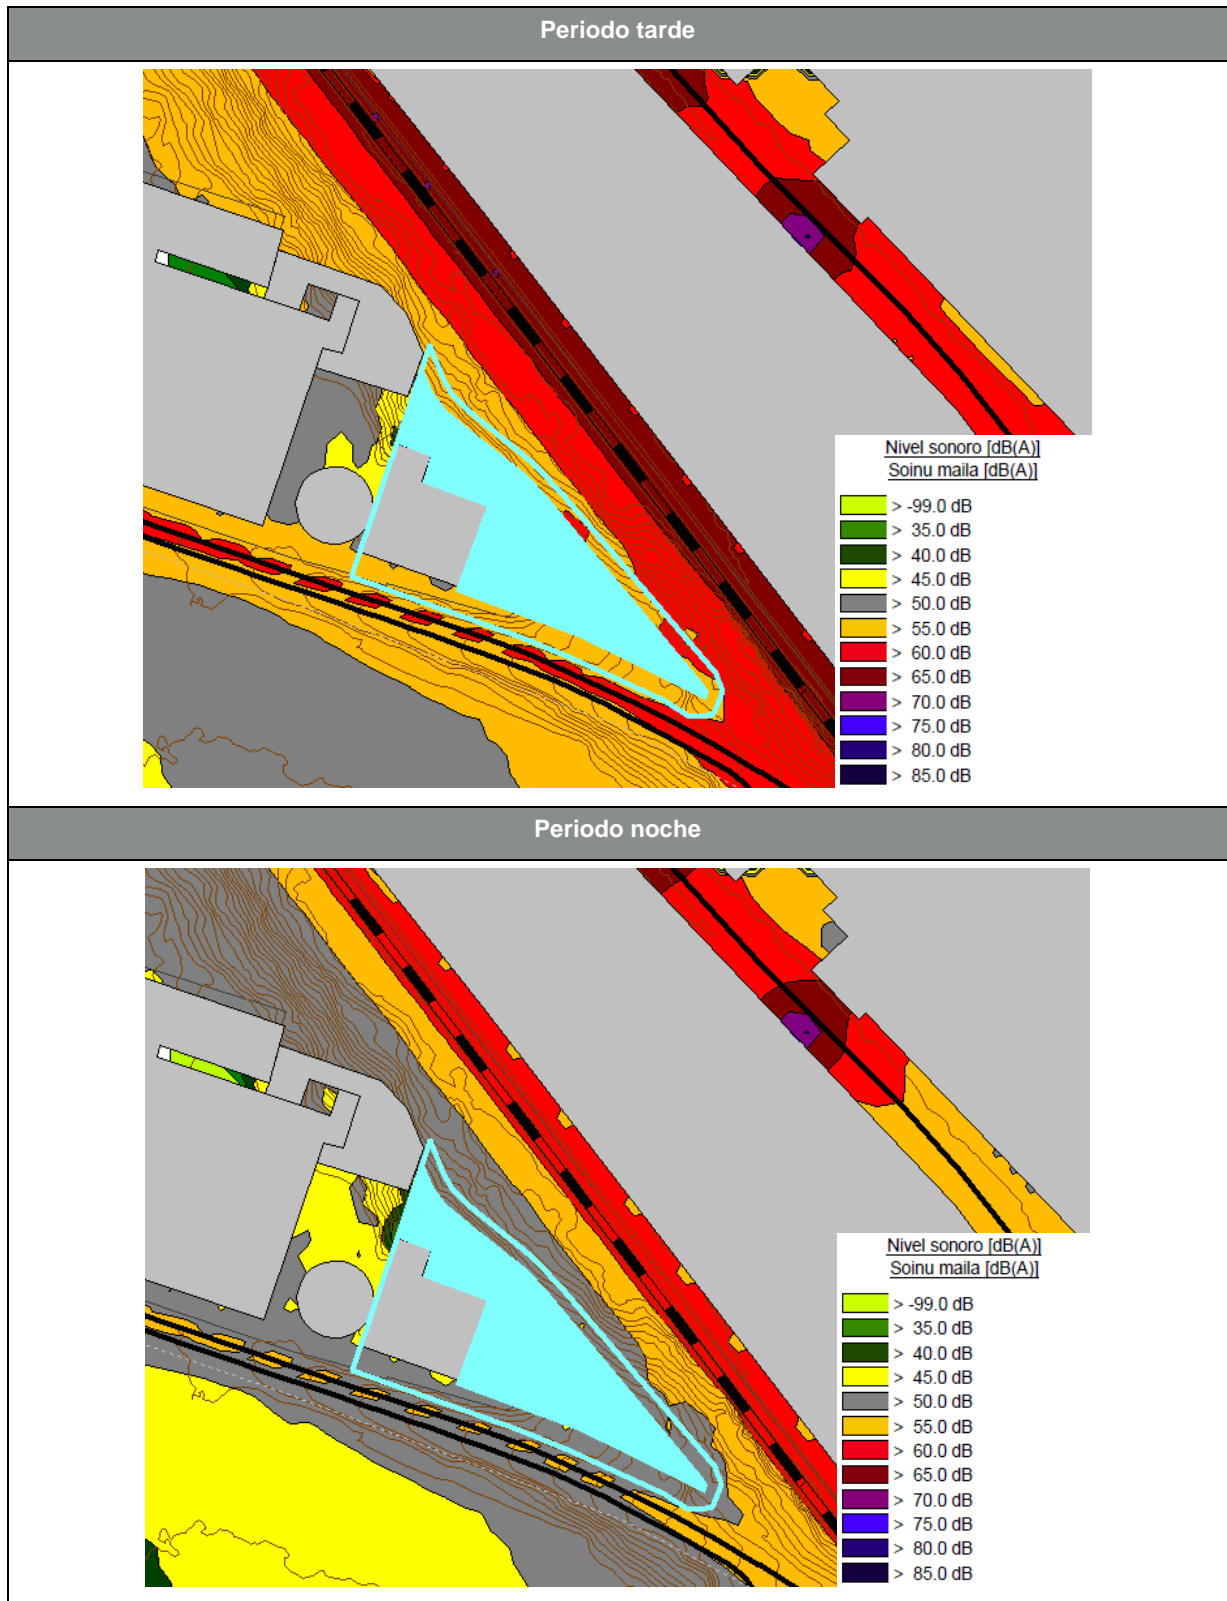 Periodo tarde
Nivel sonoro [dB(A)]
Soinu maila [dB(A)]
> -99.0 dB
> 35.0 dB
> 40.0 dB
> 45.0 dB
> 50.0 dB
> 55.0 dB
> 60.0 dB
> 65.0 dB
> 70.0 dB
> 75.0 dB
> 80.0 dB
> 85.0 dB
Periodo noche
Nivel sonoro [dB(A)]
Soinu maila [dB(A)]
> -99.0 dB
> 35.0 dB
> 40.0 dB
> 45.0 dB
> 50.0 dB
> 55.0 dB
> 60.0 dB
> 65.0 dB
> 70.0 dB
> 75.0 dB
> 80.0 dB
> 85.0 dB